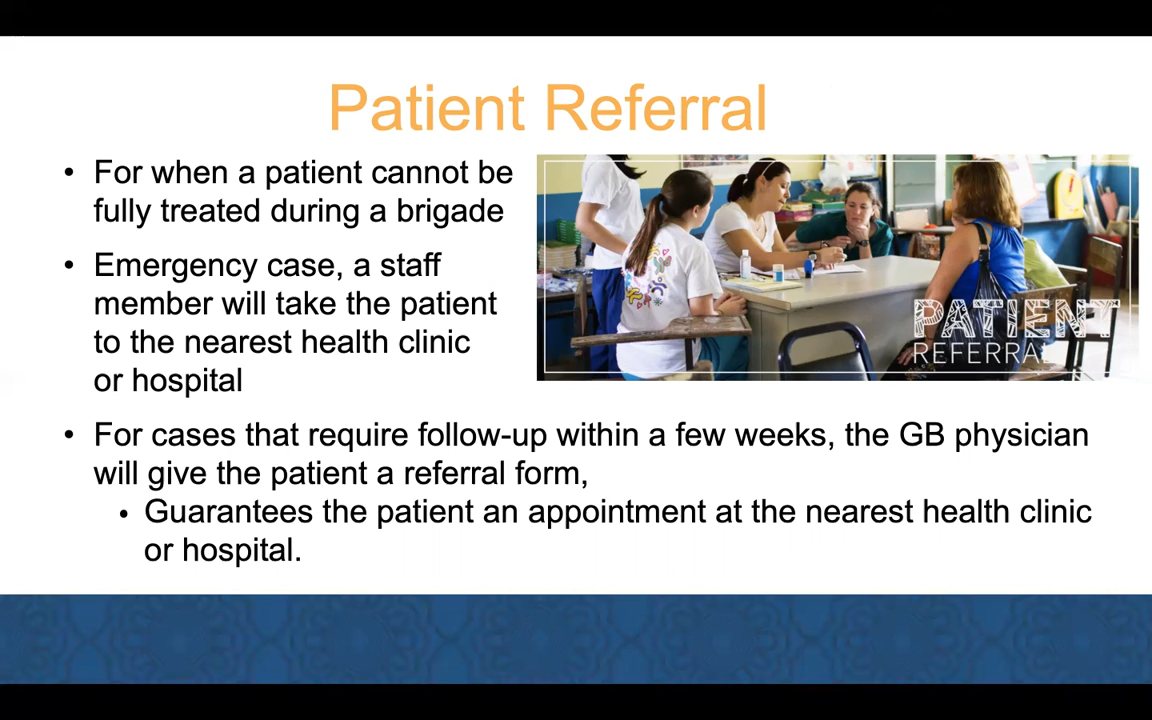 Patient Referral
• For when a patient cannot be
fully treated during a brigade
• Emergency case, a staff
member will take the patient
to the nearest health clinic
or hospital
PATIENT
REFERRAL
• For cases that require follow-up within a few weeks, the GB physician
will give the patient a referral form,
• Guarantees the patient an appointment at the nearest health clinic
or hospital.